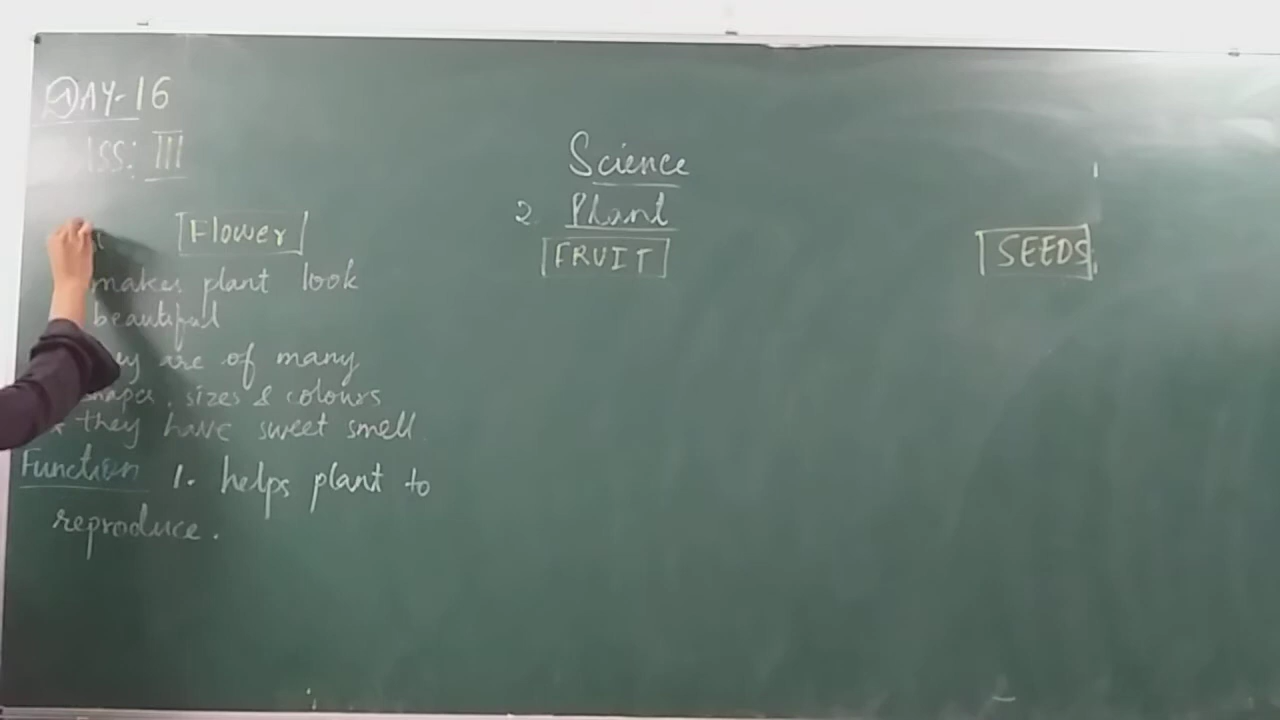 DAY-16
III
Science
2. Plant
Flower
FRUIT
SEEDS
makes plant look
beautiful
are of many
sizes & colours
* they have sweet smell
Function 1. helps plant to
reproduce.